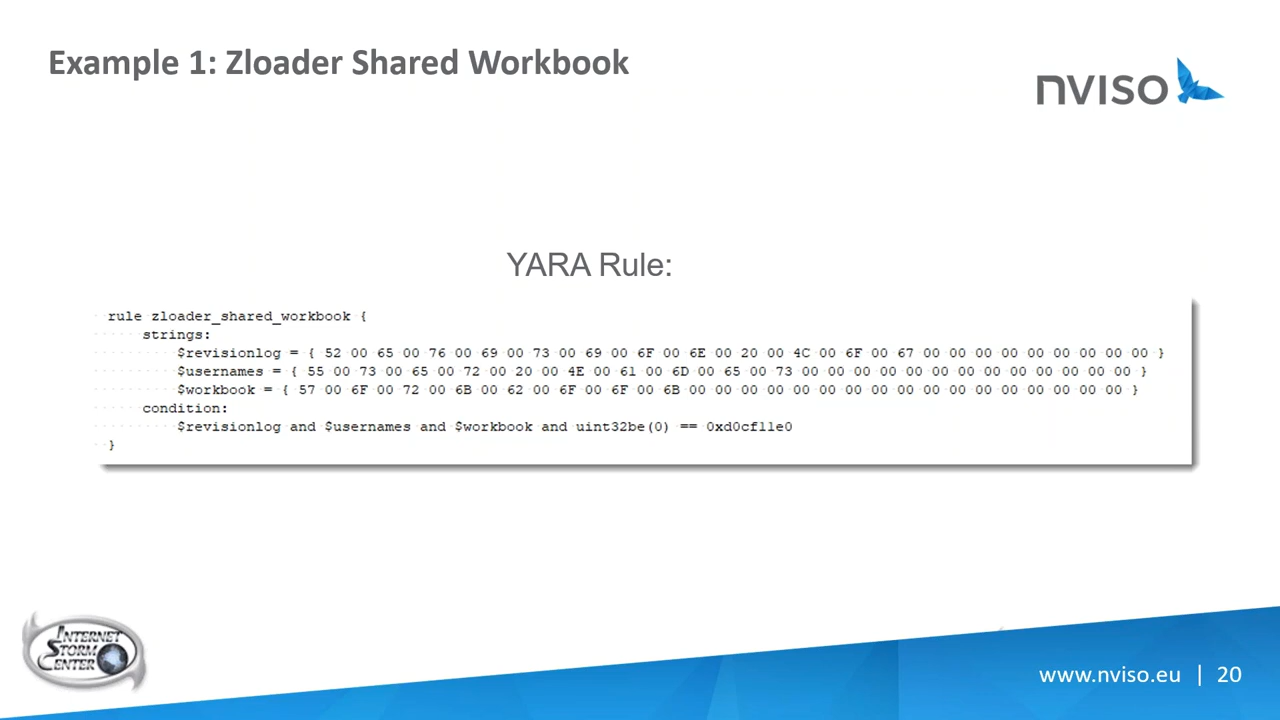 Example 1: Zloader Shared Workbook
nviso
YARA Rule:
rule zloader_shared_workbook {
strings:
$revisionlog = { 52 00 65 00 76 00 69 00 73 00 69 00 6F 00 6E 00 20 00 4C 00 6F 00 67 00 00 00 00 00 00 00 00 00 }
$usernames = { 55 00 73 00 65 00 72 00 20 00 4E 00 61 00 6D 00 65 00 73 00 00 00 00 00 00 00 00 00 00 00 00 00 }
$workbook = { 57 00 6F 00 72 00 6B 00 62 00 6F 00 6F 00 6B 00 00 00 00 00 00 00 00 00 00 00 00 00 00 00 00 00 }
condition:
$revisionlog and $usernames and $workbook and uint32be(0) == 0xd0cf11e0
}
INTERNET
STORM
CENTER
www.nviso.eu | 20